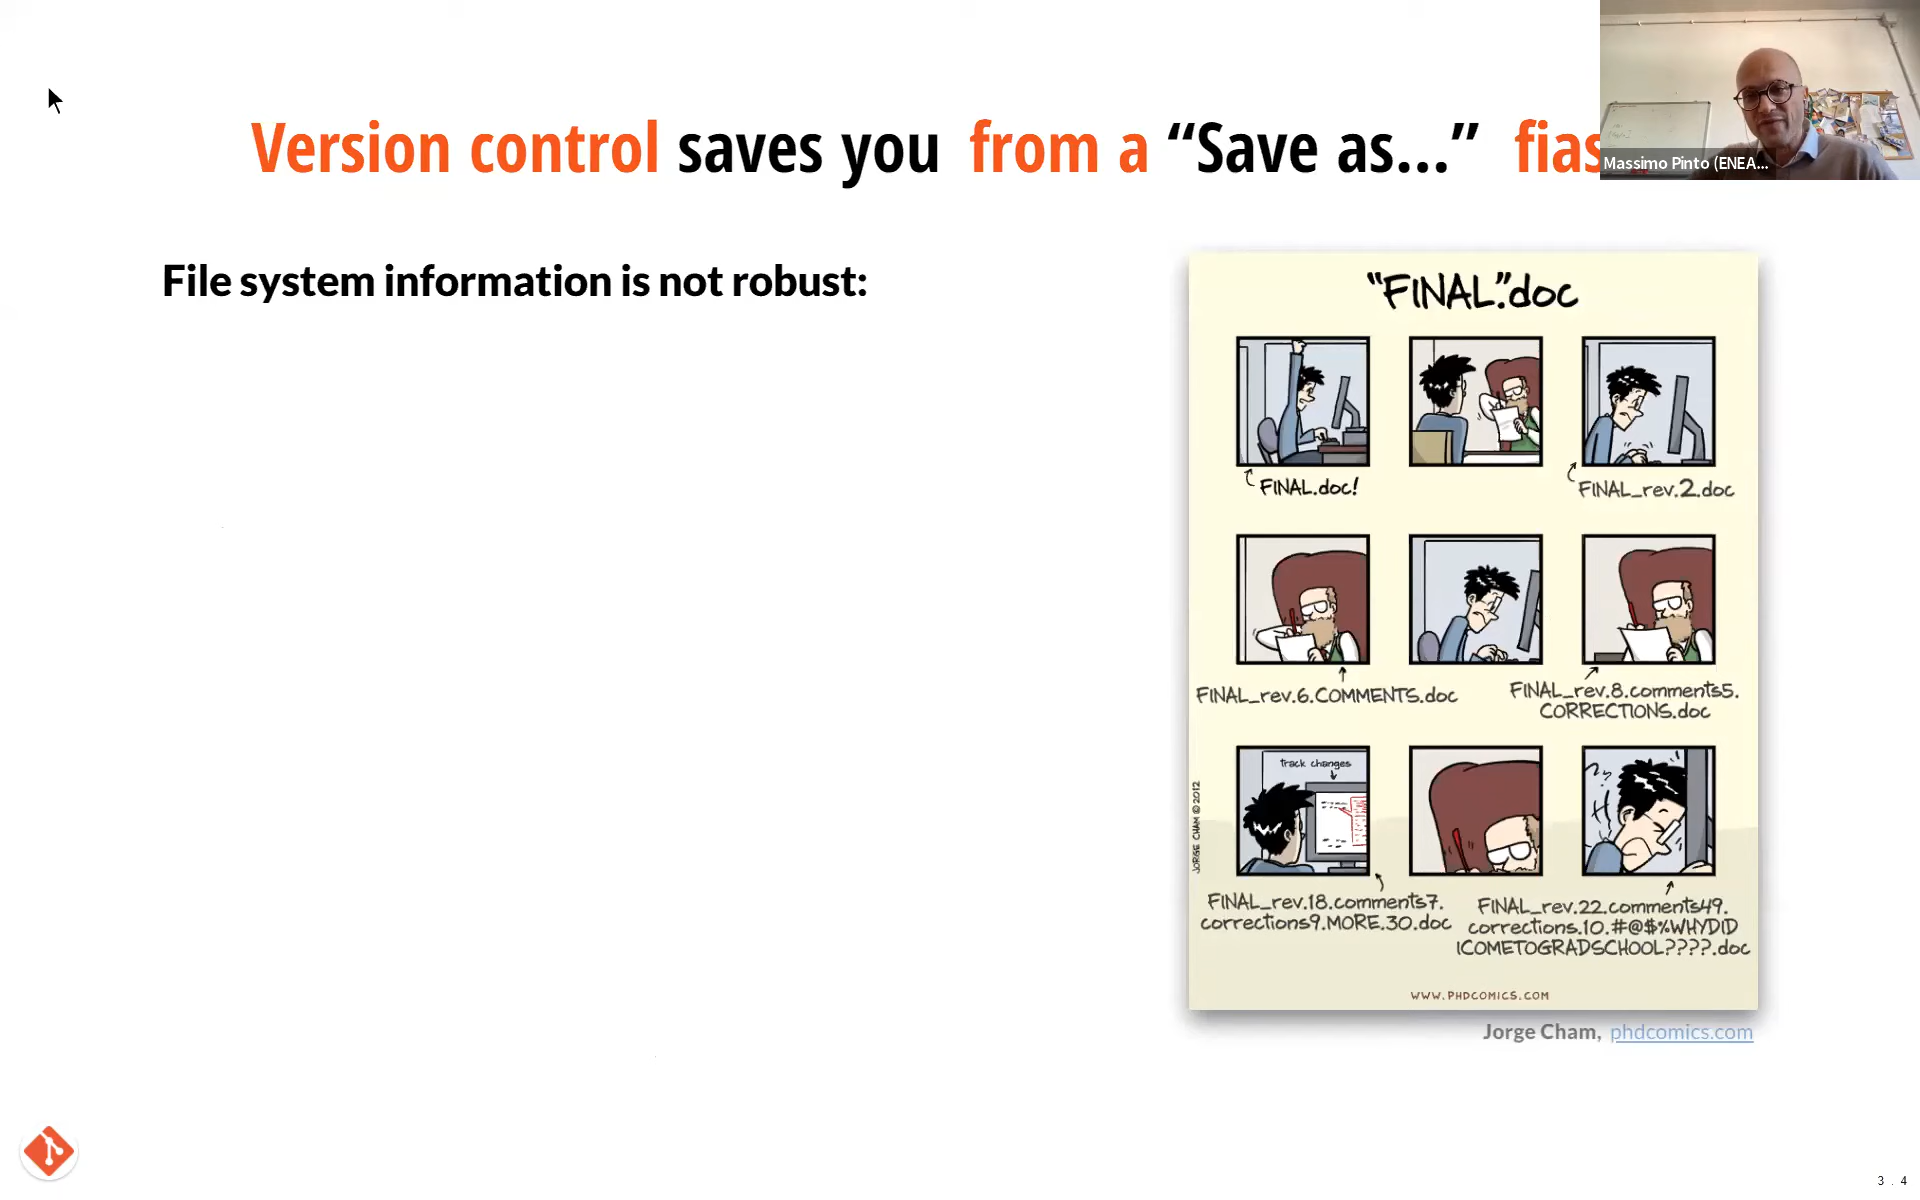 Version control saves you from a “Save as...” fias
Massimo Pinto (ENEA...
File system information is not robust:
“FINAL”.doc
FINAL.doc!
FINAL_rev.2.doc
FINAL_rev.6.COMMENTS.doc
FINAL_rev.8.comments5.
CORRECTIONS.doc
track changes
JORGE CHAM © 2012
FINAL_rev.18.comments7.
corrections9.MORE.30.doc
FINAL_rev.22.comments49.
corrections.10.#@$%WHYDID
ICOMETOGRADSCHOOL????.doc
WWW.PHDCOMICS.COM
Jorge Cham, phdcomics.com
3 . 4